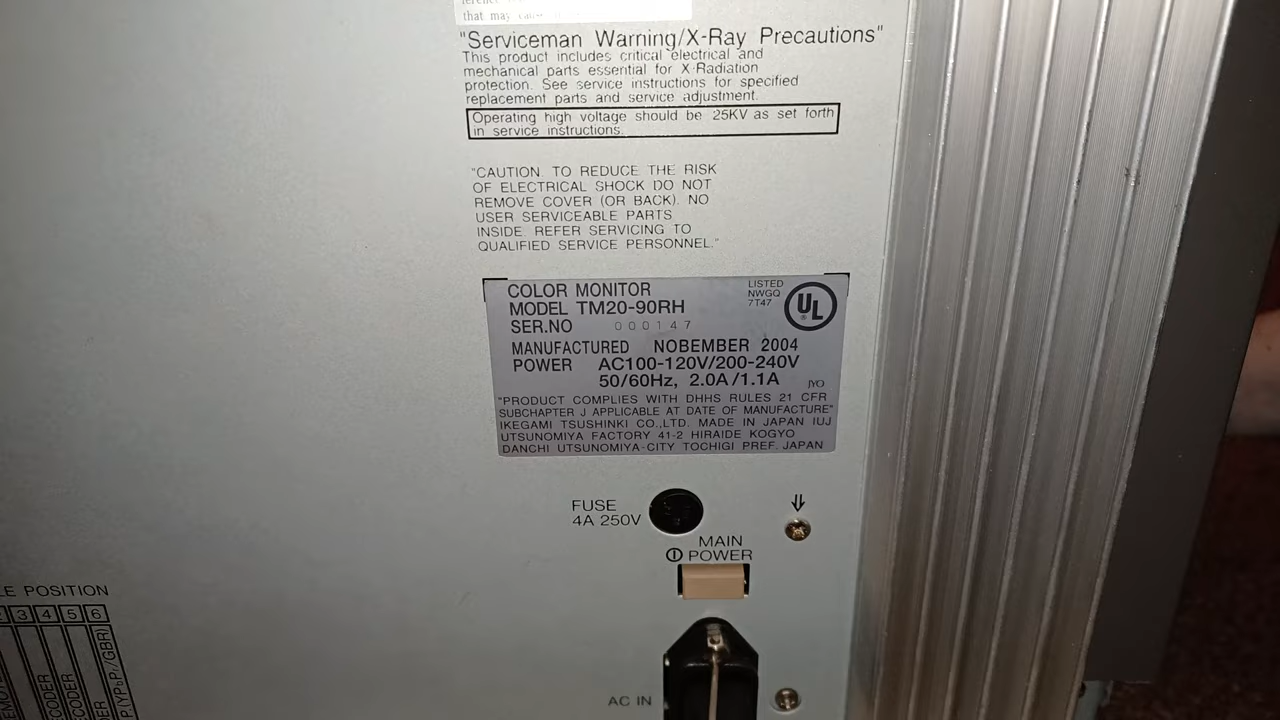 that may
"Serviceman Warning/X-Ray Precautions"
This product includes critical electrical and
mechanical parts essential for X-Radiation
protection. See service instructions for specified
replacement parts and service adjustment.
Operating high voltage should be 25KV as set forth
in service instructions.
"CAUTION. TO REDUCE THE RISK
OF ELECTRICAL SHOCK DO NOT
REMOVE COVER (OR BACK). NO
USER SERVICEABLE PARTS
INSIDE. REFER SERVICING TO
QUALIFIED SERVICE PERSONNEL."
COLOR MONITOR
MODEL TM20-90RH
SER.NO 000147
LISTED
NWGQ
7T47
UL
®
MANUFACTURED NOBEMBER 2004
POWER AC100-120V/200-240V
50/60Hz, 2.0A/1.1A
JYO
"PRODUCT COMPLIES WITH DHHS RULES 21 CFR
SUBCHAPTER J APPLICABLE AT DATE OF MANUFACTURE"
IKEGAMI TSUSHINKI CO.,LTD. MADE IN JAPAN IUJ
UTSUNOMIYA FACTORY 41-2 HIRAIDE KOGYO
DANCHI UTSUNOMIYA-CITY TOCHIGI PREF. JAPAN
FUSE
4A 250V
MAIN
POWER
AC IN
POSITION
3 4 5 6